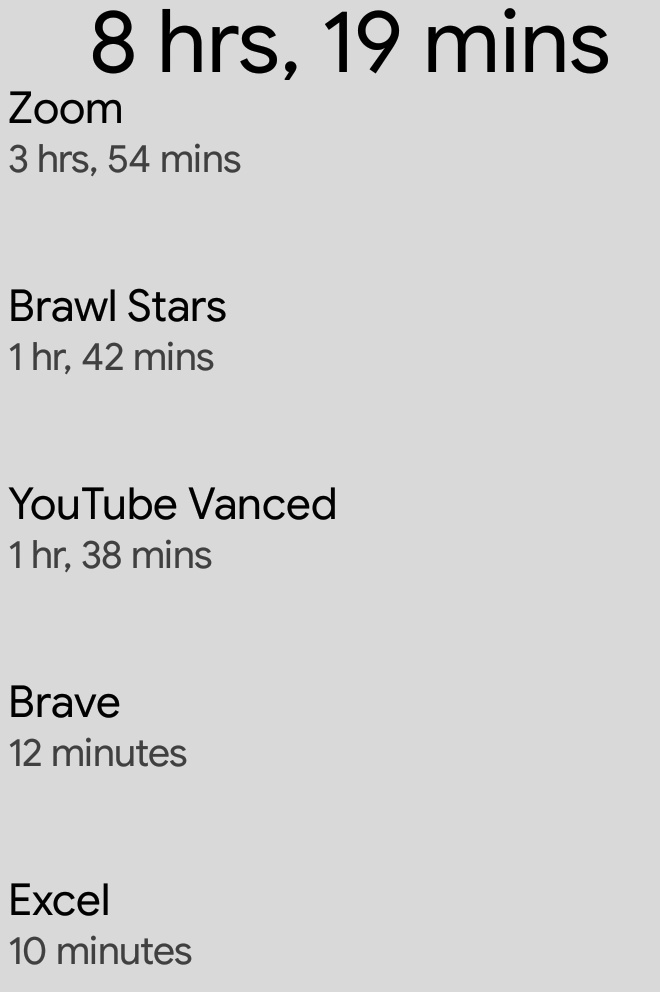 8 hrs, 19 mins
Zoom
3 hrs, 54 mins
Brawl Stars
1 hr, 42 mins
YouTube Vanced
1 hr, 38 mins
Brave
12 minutes
Excel
10 minutes